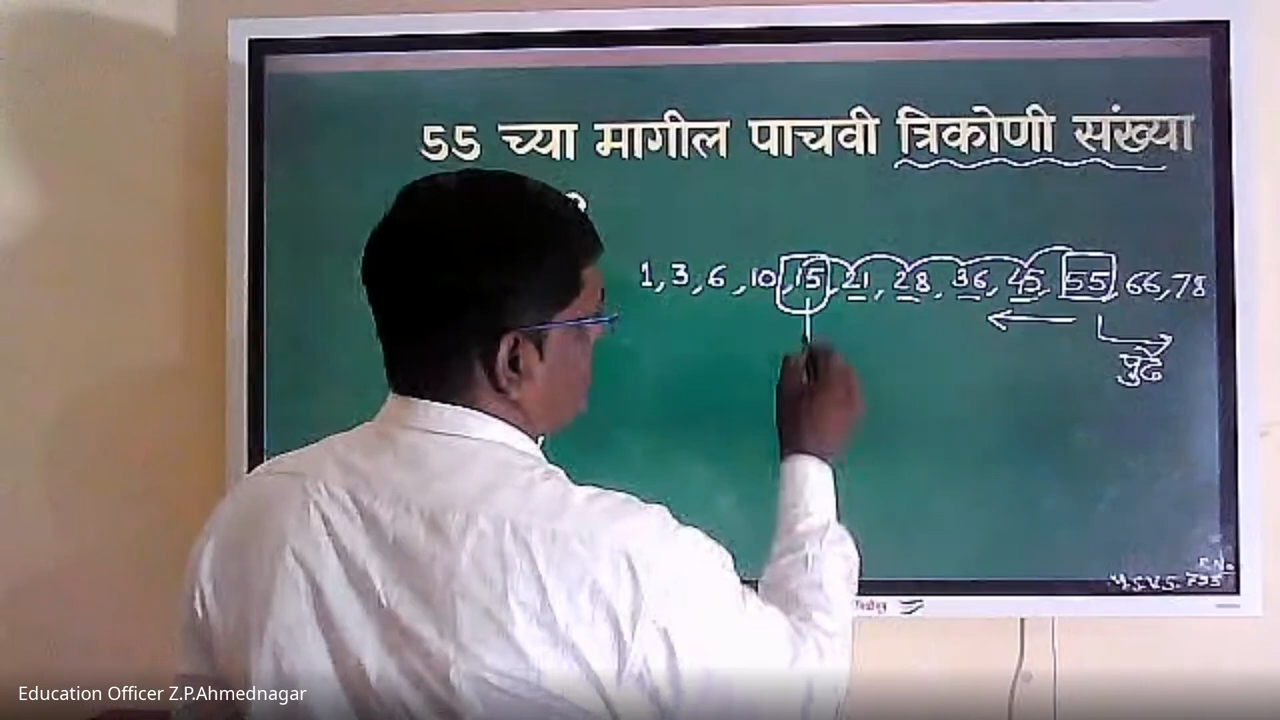 55 च्या मागील पाचवी त्रिकोणी संख्या
?
1, 3, 6, 10, 15, 21, 28, 36, 45, 55, 66, 78
पुढे
Education Officer Z.P.Ahmednagar